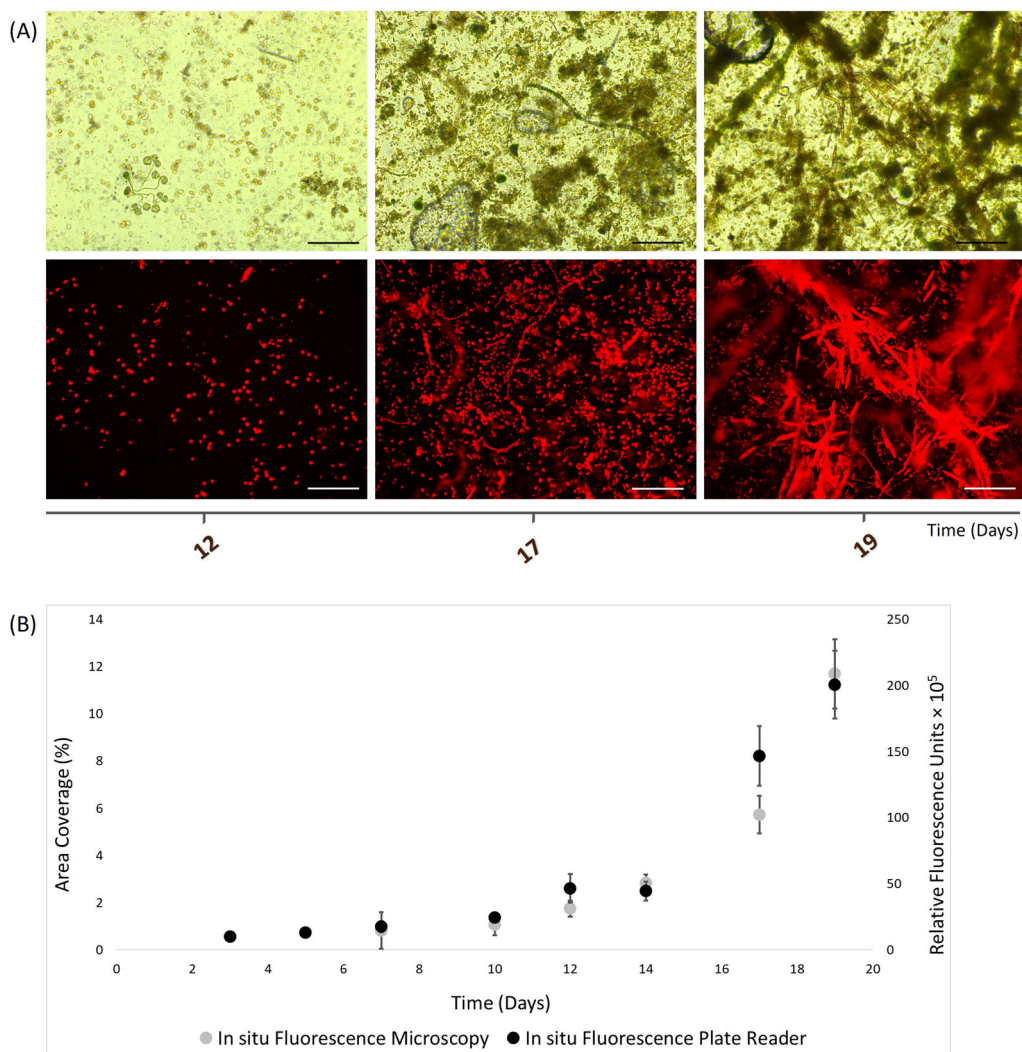 (A)
12
17
19
Time (Days)
(B)
14
12
10
8
6
4
2
0
Area Coverage (%)
250
200
150
100
50
0
Relative Fluorescence Units × 10⁵
0 2 4 6 8 10 12 14 16 18 20
Time (Days)
In situ Fluorescence Microscopy In situ Fluorescence Plate Reader